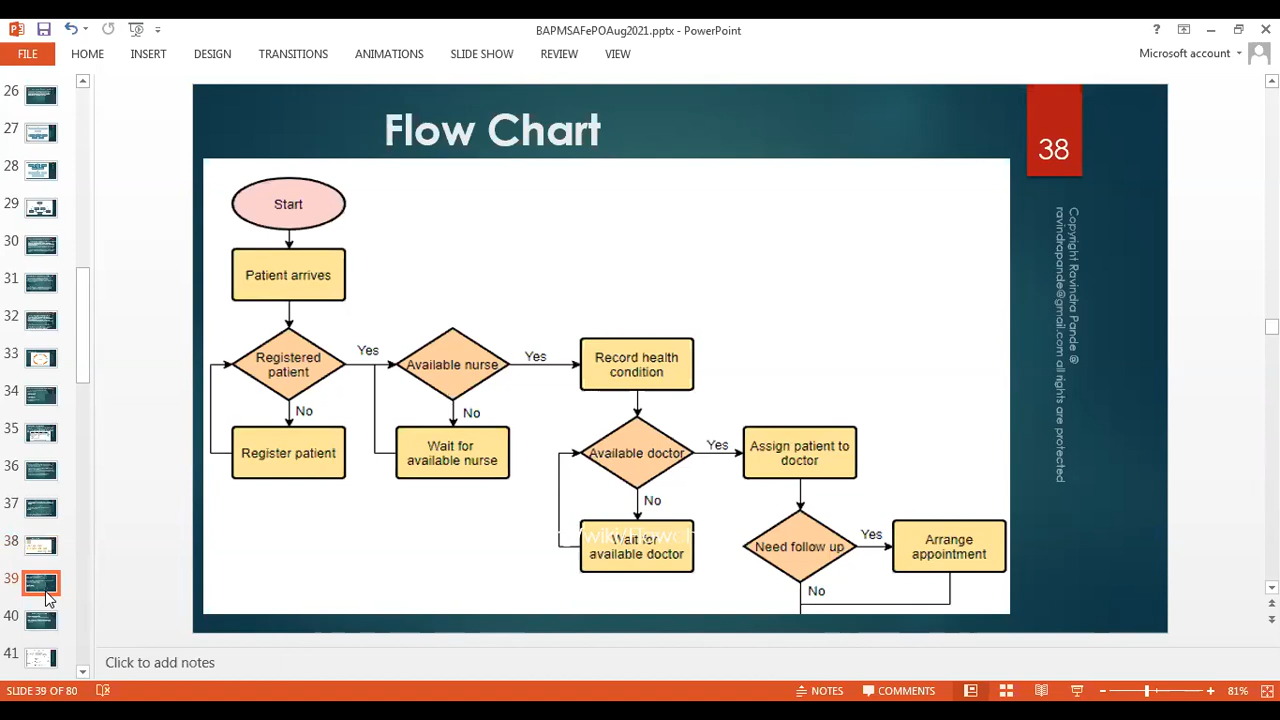 BAPMSAFePOAug2021.pptx - PowerPoint
?
FILE HOME INSERT DESIGN TRANSITIONS ANIMATIONS SLIDE SHOW REVIEW VIEW
Microsoft account
26
27
28
29
30
31
32
33
34
35
36
37
38
39
40
41
Flow Chart
38
Copyright Ravindra Pande @
ravindrapande@gmail.com all rights are protected
Start
Patient arrives
Registered
patient
Yes
No
Register patient
Available nurse
Yes
No
Wait for
available nurse
Record health
condition
Available doctor
Yes
No
available doctor
Assign patient to
doctor
Need follow up
Yes
No
Arrange
appointment
Click to add notes
SLIDE 39 OF 80
NOTES
COMMENTS
81%